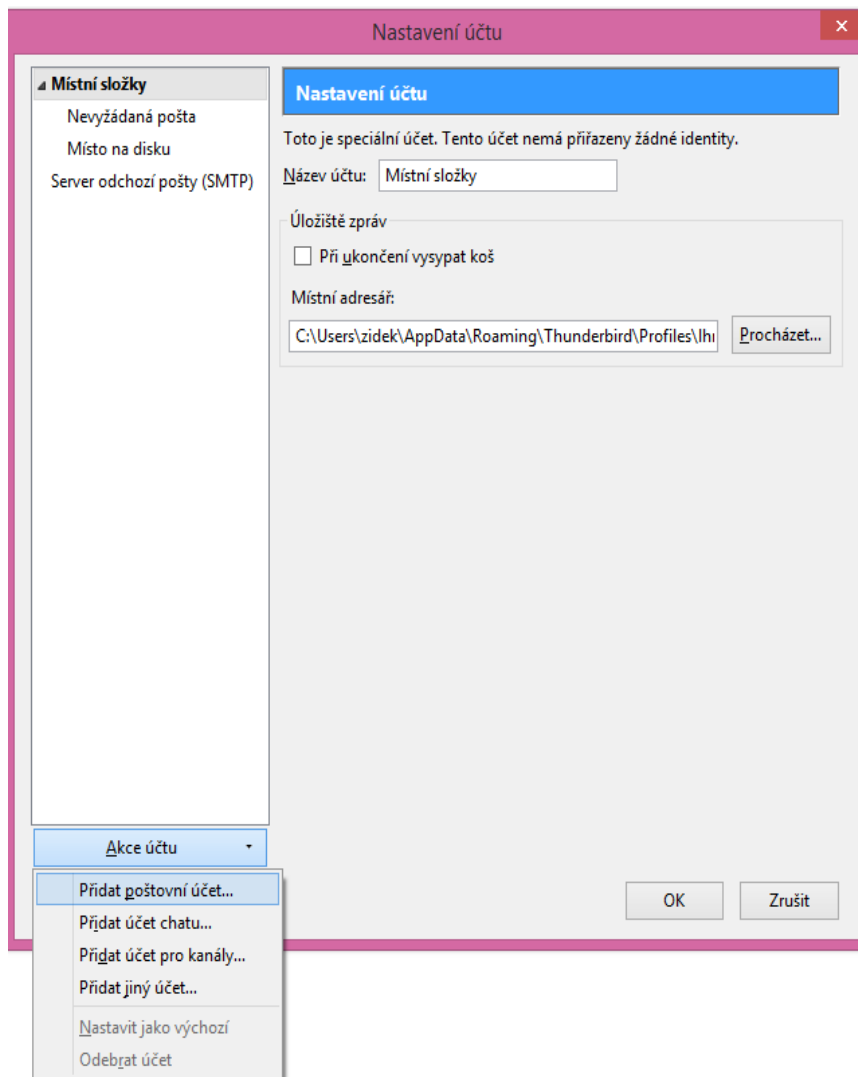 Nastavení účtu
Místní složky
Nevyžádaná pošta
Místo na disku
Server odchozí pošty (SMTP)
Nastavení účtu
Toto je speciální účet. Tento účet nemá přiřazeny žádné identity.
Název účtu: Místní složky
Úložiště zpráv
Při ukončení vysypat koš
Místní adresář:
C:\Users\zidek\AppData\Roaming\Thunderbird\Profiles\ Procházet...
Akce účtu
Přidat poštovní účet...
Přidat účet chatu...
Přidat účet pro kanály...
Přidat jiný účet...
Nastavit jako výchozí
Odebrat účet
OK Zrušit